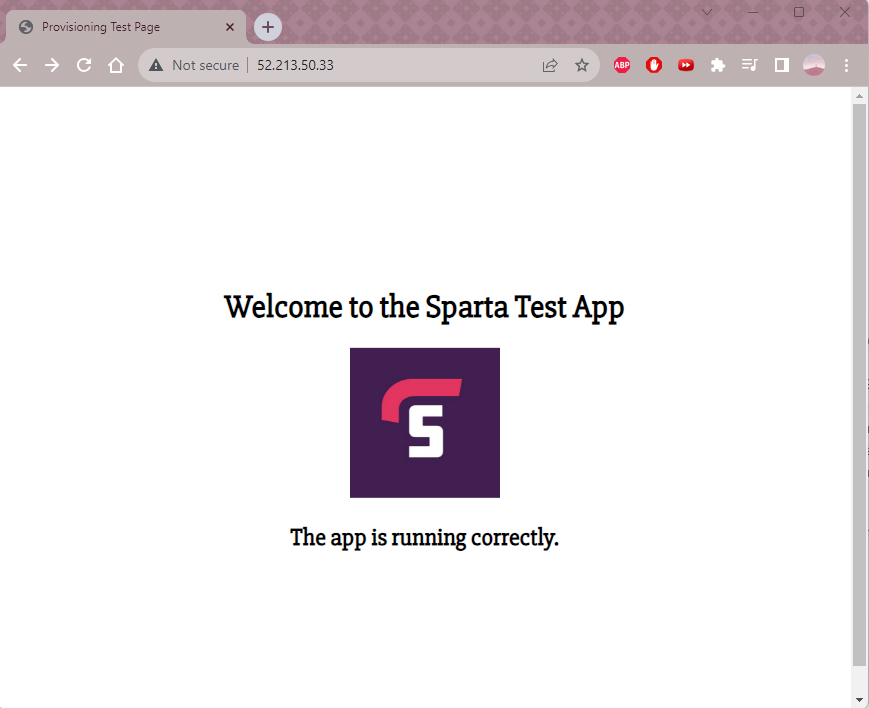 Provisioning Test Page
Not secure
52.213.50.33
ABP
Welcome to the Sparta Test App
S
The app is running correctly.